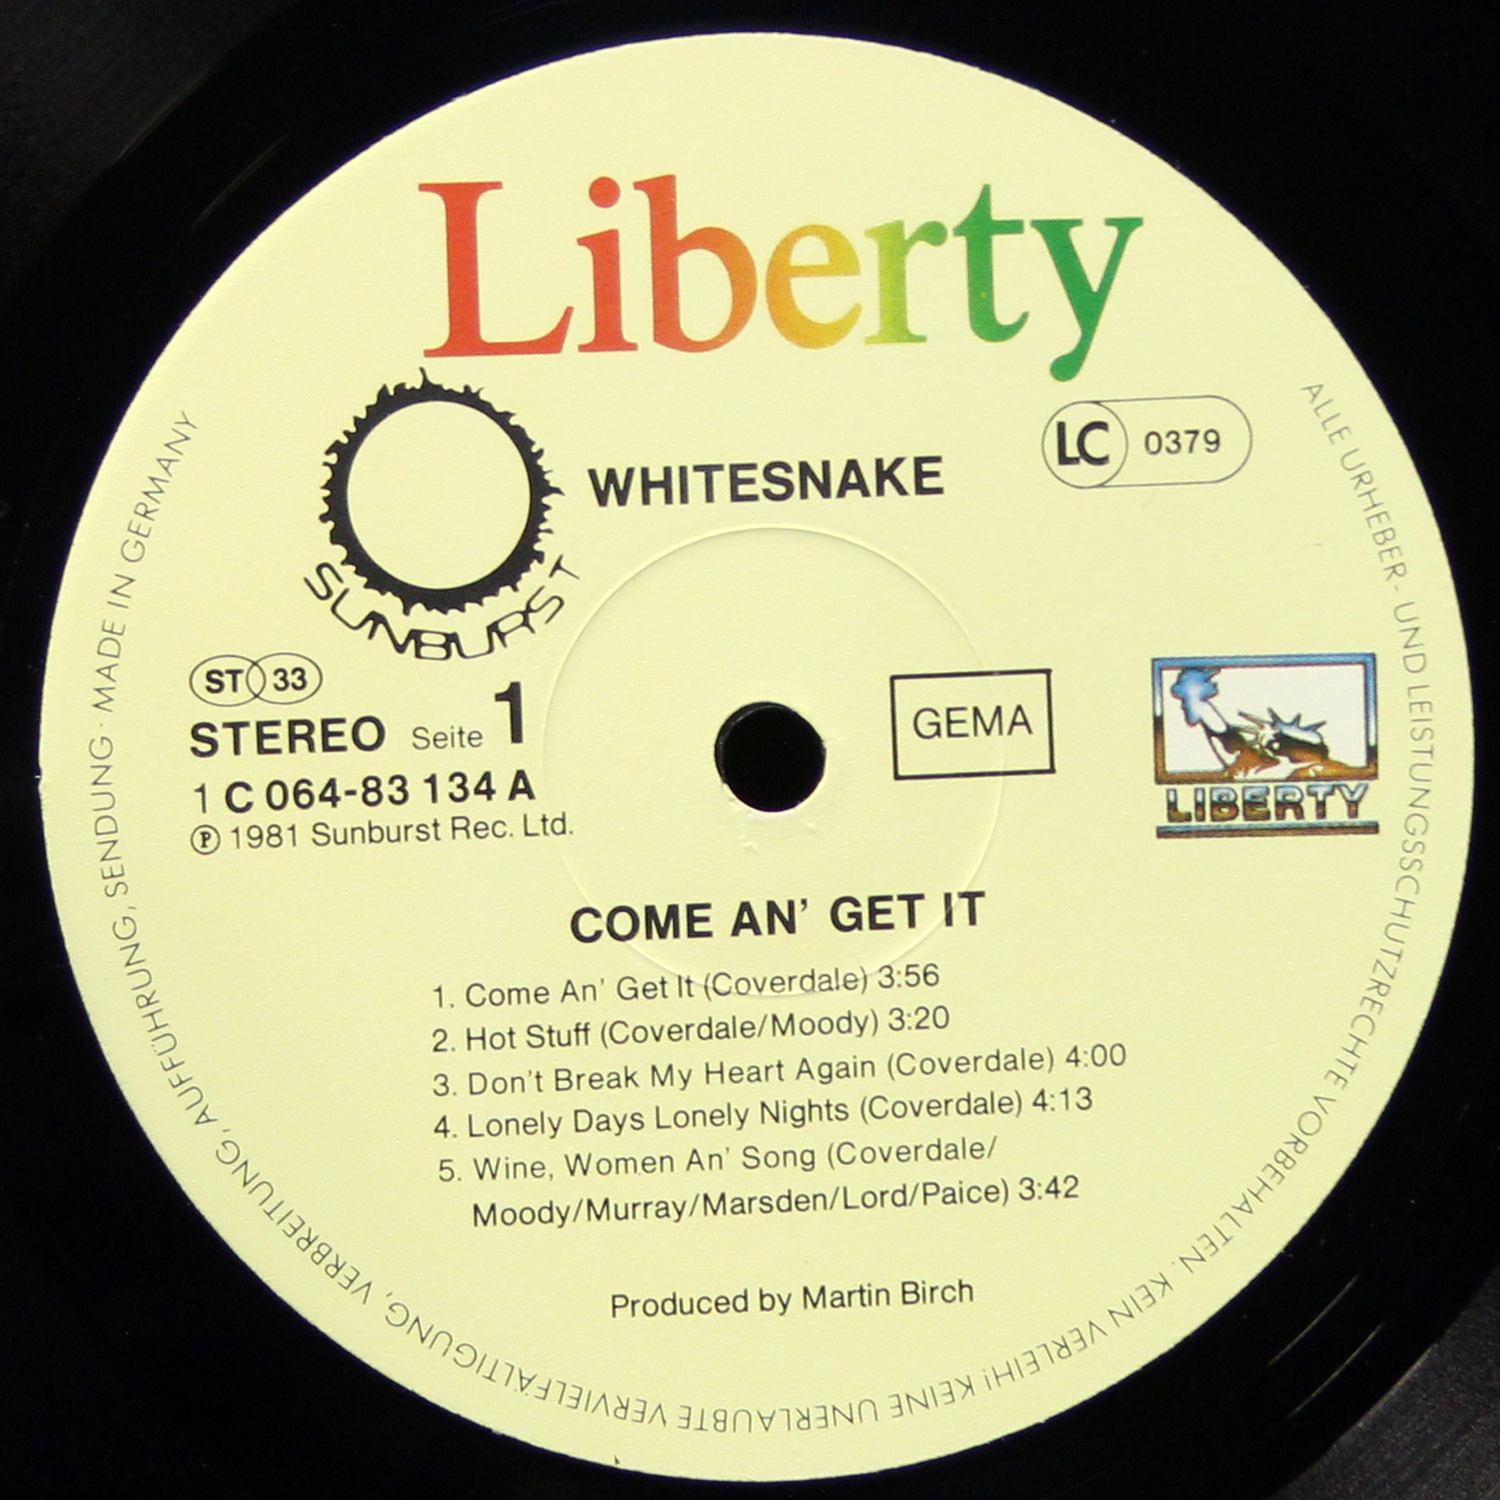 Liberty
WHITESNAKE
LC 0379
SUNBURST
ST 33
STEREO Seite 1
1 C 064-83 134 A
℗ 1981 Sunburst Rec. Ltd.
GEMA
LIBERTY
COME AN' GET IT
1. Come An' Get It (Coverdale) 3:56
2. Hot Stuff (Coverdale/Moody) 3:20
3. Don't Break My Heart Again (Coverdale) 4:00
4. Lonely Days Lonely Nights (Coverdale) 4:13
5. Wine, Women An' Song (Coverdale/
Moody/Murray/Marsden/Lord/Paice) 3:42
Produced by Martin Birch
ALLE URHEBER- UND LEISTUNGSSCHUTZRECHTE VORBEHALTEN. KEIN VERLEIH! KEINE UNERLAUBTE VERVIELFÄLTIGUNG, VERBREITUNG, AUFFÜHRUNG, SENDUNG · MADE IN GERMANY